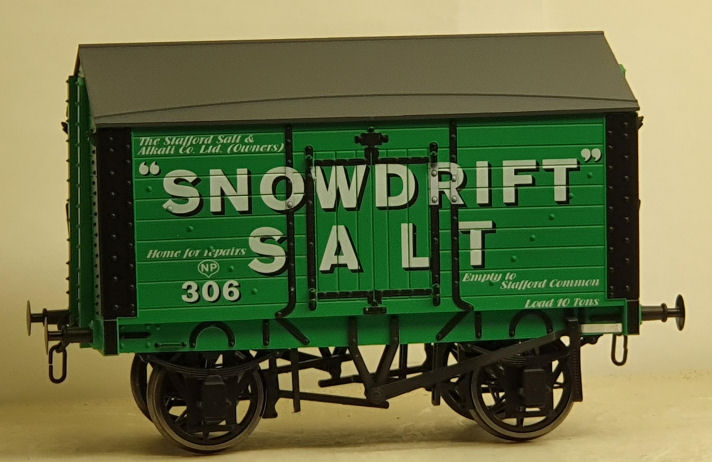 The Stafford Salt &
Alkali Co. Ltd. (Owners)
"SNOWDRIFT"
SALT
Home for repairs
NP
306
Empty to
Stafford Common
Load 10 Tons